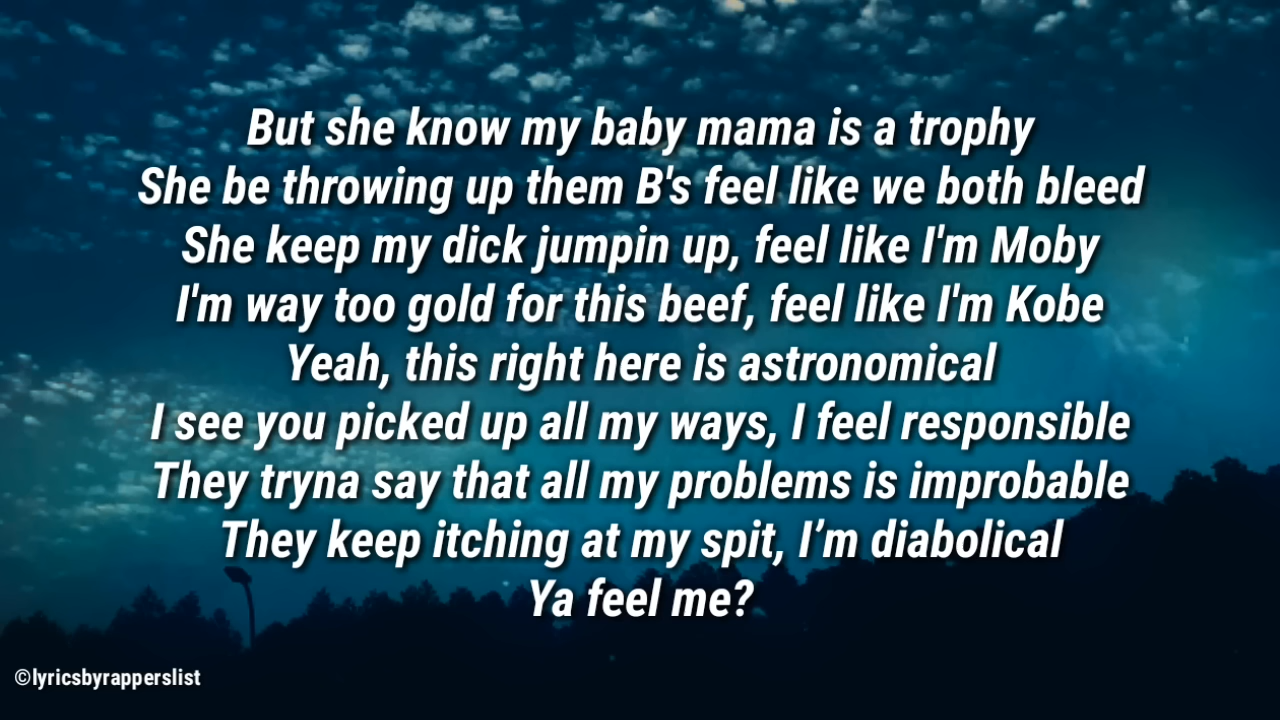 But she know my baby mama is a trophy
She be throwing up them B's feel like we both bleed
She keep my dick jumpin up, feel like I'm Moby
I'm way too gold for this beef, feel like I'm Kobe
Yeah, this right here is astronomical
I see you picked up all my ways, I feel responsible
They tryna say that all my problems is improbable
They keep itching at my spit, I’m diabolical
Ya feel me?
©lyricsbyrapperslist